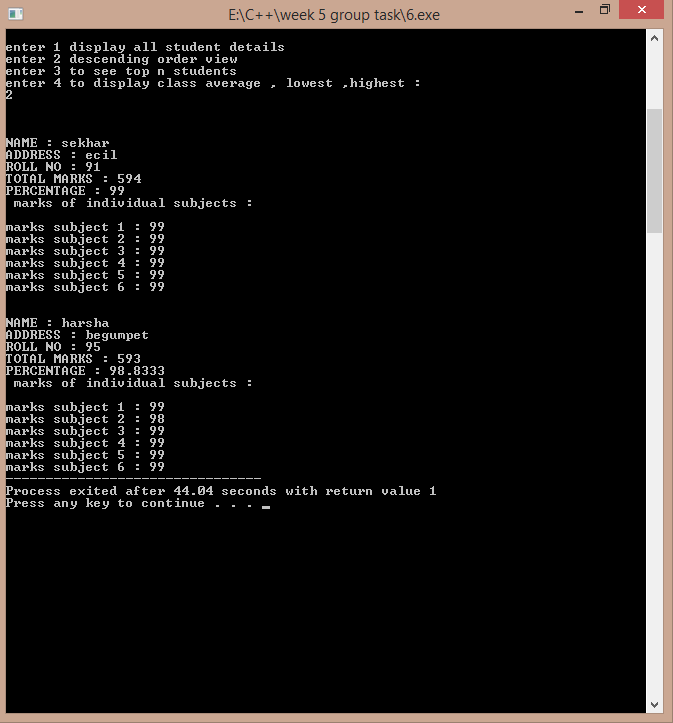 E:\C++\week 5 group task\6.exe
enter 1 display all student details
enter 2 descending order view
enter 3 to see top n students
enter 4 to display class average , lowest ,highest :
2
NAME : sekhar
ADDRESS : ecil
ROLL NO : 91
TOTAL MARKS : 594
PERCENTAGE : 99
marks of individual subjects :
marks subject 1 : 99
marks subject 2 : 99
marks subject 3 : 99
marks subject 4 : 99
marks subject 5 : 99
marks subject 6 : 99
NAME : harsha
ADDRESS : begumpet
ROLL NO : 95
TOTAL MARKS : 593
PERCENTAGE : 98.8333
marks of individual subjects :
marks subject 1 : 99
marks subject 2 : 98
marks subject 3 : 99
marks subject 4 : 99
marks subject 5 : 99
marks subject 6 : 99
--------------------------------
Process exited after 44.04 seconds with return value 1
Press any key to continue . . . _